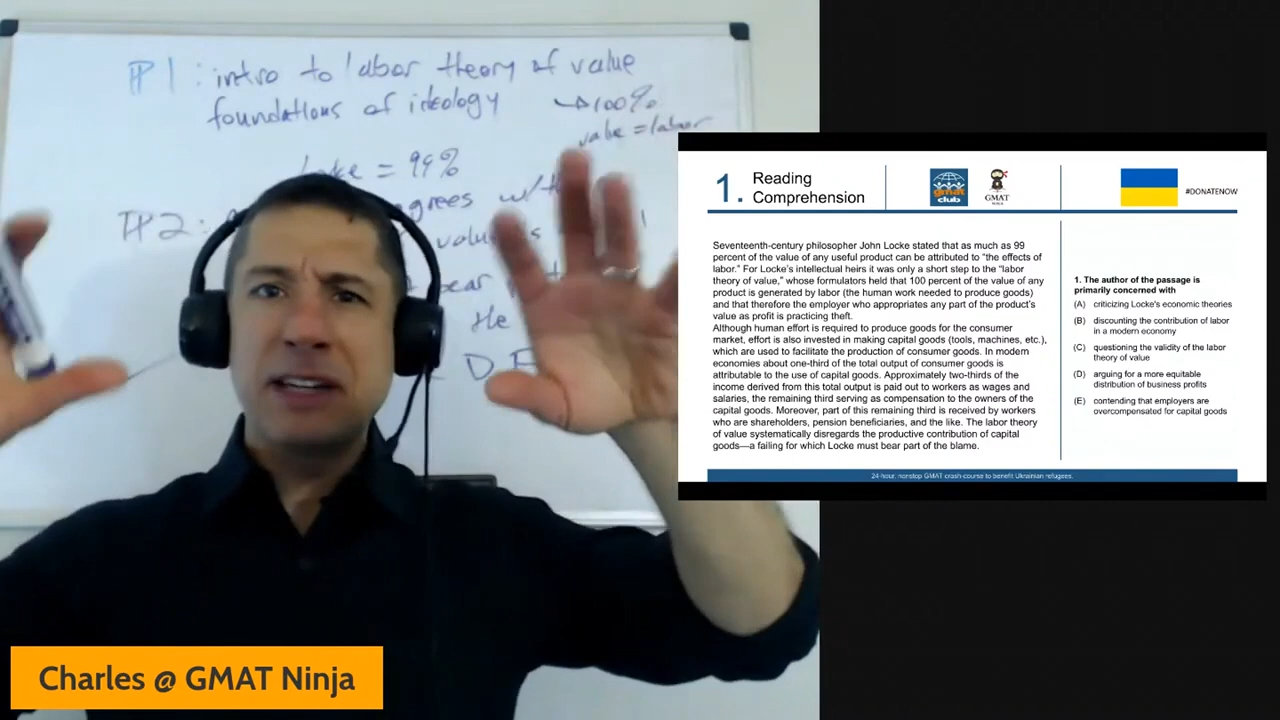 ₱1: intro to labor theory of value
foundations of ideology → 100%
value = labor
= 99%
₱2:
agrees w/
bear
He
D
1. Reading
Comprehension
gmat
club
GMAT
NINJA
#DONATENOW
Seventeenth-century philosopher John Locke stated that as much as 99
percent of the value of any useful product can be attributed to “the effects of
labor.” For Locke's intellectual heirs it was only a short step to the “labor
theory of value,” whose formulators held that 100 percent of the value of any
product is generated by labor (the human work needed to produce goods)
and that therefore the employer who appropriates any part of the product's
value as profit is practicing theft.
Although human effort is required to produce goods for the consumer
market, effort is also invested in making capital goods (tools, machines, etc.),
which are used to facilitate the production of consumer goods. In modern
economies about one-third of the total output of consumer goods is
attributable to the use of capital goods. Approximately two-thirds of the
income derived from this total output is paid out to workers as wages and
salaries, the remaining third serving as compensation to the owners of the
capital goods. Moreover, part of this remaining third is received by workers
who are shareholders, pension beneficiaries, and the like. The labor theory
of value systematically disregards the productive contribution of capital
goods—a failing for which Locke must bear part of the blame.
1. The author of the passage is
primarily concerned with
(A) criticizing Locke's economic theories
(B) discounting the contribution of labor
in a modern economy
(C) questioning the validity of the labor
theory of value
(D) arguing for a more equitable
distribution of business profits
(E) contending that employers are
overcompensated for capital goods
24-hour, nonstop GMAT crash-course to benefit Ukrainian refugees.
Charles @ GMAT Ninja